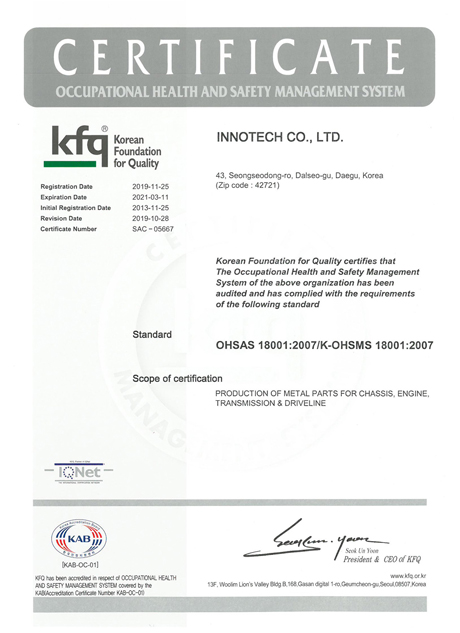 CERTIFICATE
OCCUPATIONAL HEALTH AND SAFETY MANAGEMENT SYSTEM
kfq®
Korean
Foundation
for Quality
INNOTECH CO., LTD.
43, Seongseodong-ro, Dalseo-gu, Daegu, Korea
(Zip code : 42721)
Registration Date 2019-11-25
Expiration Date 2021-03-11
Initial Registration Date 2013-11-25
Revision Date 2019-10-28
Certificate Number SAC - 05667
Korean Foundation for Quality certifies that
The Occupational Health and Safety Management
System of the above organization has been
audited and has complied with the requirements
of the following standard
Standard
OHSAS 18001:2007/K-OHSMS 18001:2007
Scope of certification
PRODUCTION OF METAL PARTS FOR CHASSIS, ENGINE,
TRANSMISSION & DRIVELINE
IQNet
KAB
[KAB-OC-01]
KFQ has been accredited in respect of OCCUPATIONAL HEALTH
AND SAFETY MANAGEMENT SYSTEM covered by the
KAB(Accreditation Certificate Number KAB-OC-01)
Seok Un Yoon
President & CEO of KFQ
www.kfq.or.kr
13F, Woolim Lion's Valley Bldg.B,168,Gasan digital 1-ro,Geumcheon-gu,Seoul,08507,Korea